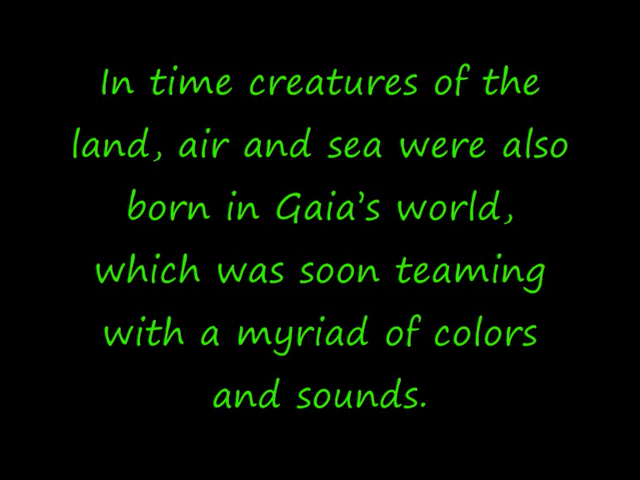 In time creatures of the
land, air and sea were also
born in Gaia's world,
which was soon teaming
with a myriad of colors
and sounds.